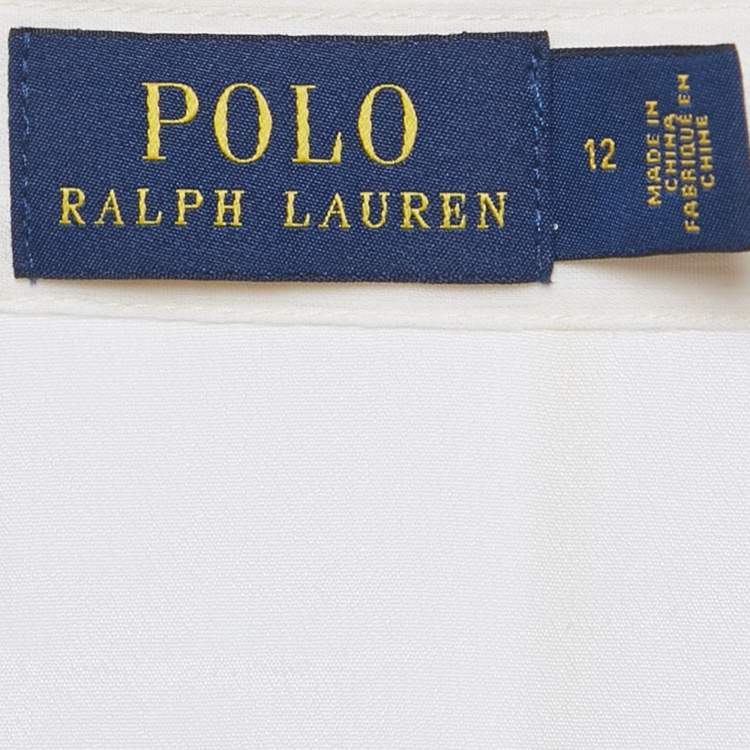 POLO
RALPH LAUREN
12
MADE IN
CHINA
FABRIQUÉ EN
CHINE